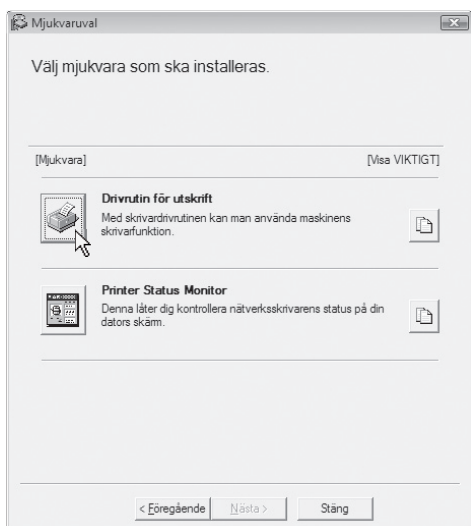 Mjukvaruval
Välj mjukvara som ska installeras.
[Mjukvara] [Visa VIKTIGT]
Drivrutin för utskrift
Med skrivardrivrutinen kan man använda maskinens
skrivarfunktion.
Printer Status Monitor
Denna låter dig kontrollera nätverksskrivarens status på din
dators skärm.
< Föregående Nästa > Stäng